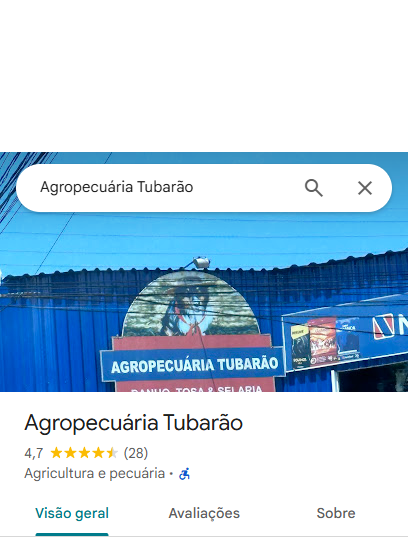 Agropecuária Tubarão
AGROPECUÁRIA TUBARÃO
BANHO, TOSA & SELARIA
Agropecuária Tubarão
4,7 (28)
Agricultura e pecuária ·
Visão geral Avaliações Sobre